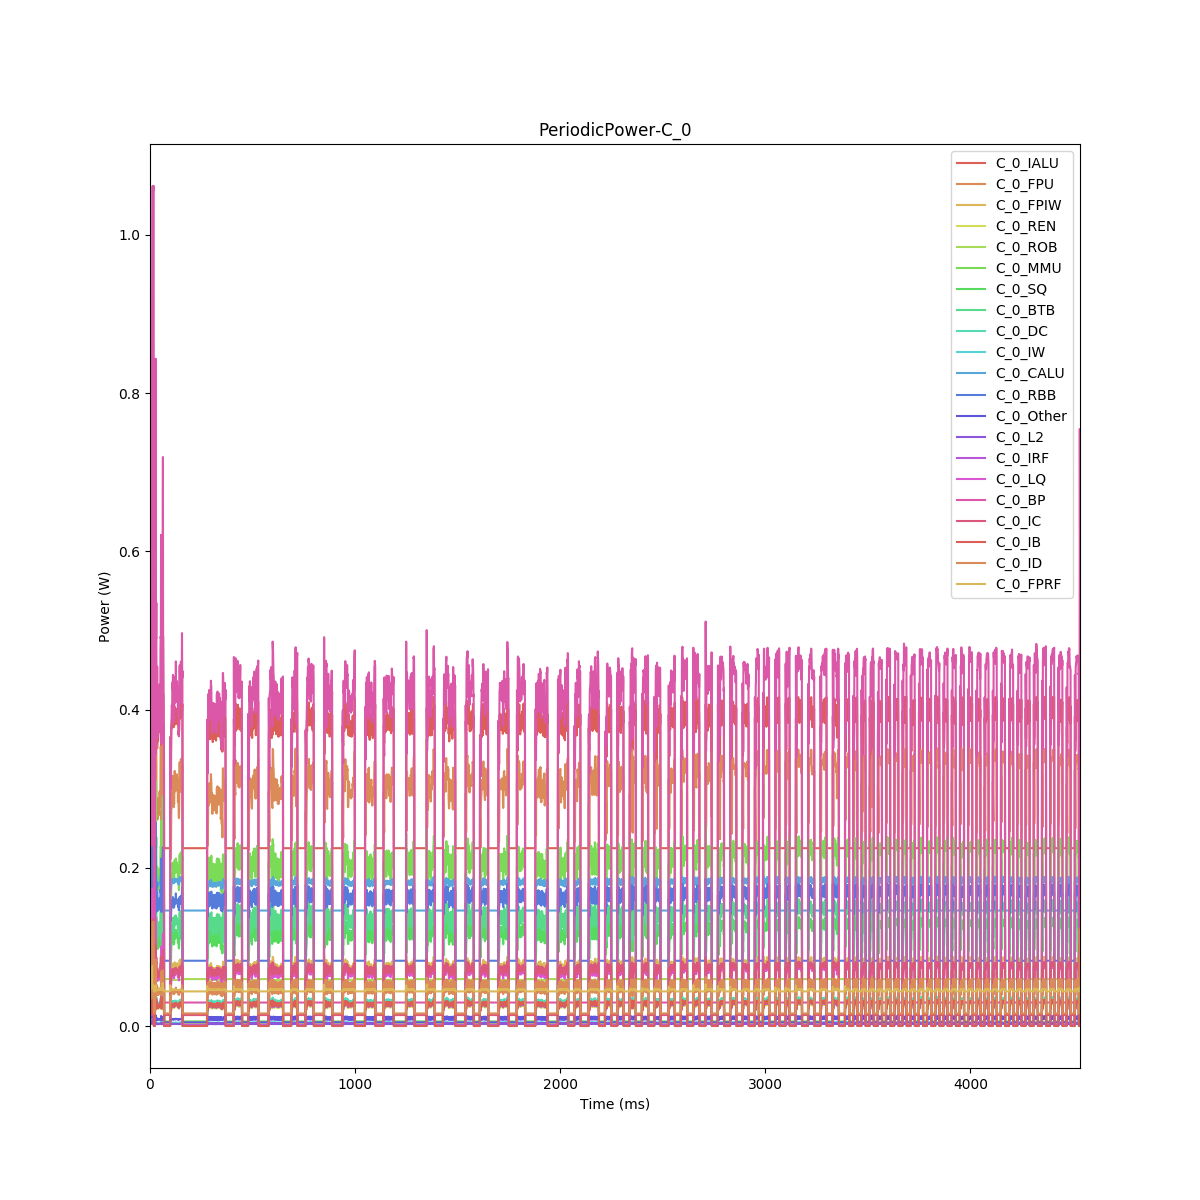 PeriodicPower-C_0
1.0
0.8
0.6
0.4
0.2
0.0
Power (W)
0
1000
2000
3000
4000
Time (ms)
C_0_IALU
C_0_FPU
C_0_FPIW
C_0_REN
C_0_ROB
C_0_MMU
C_0_SQ
C_0_BTB
C_0_DC
C_0_IW
C_0_CALU
C_0_RBB
C_0_Other
C_0_L2
C_0_IRF
C_0_LQ
C_0_BP
C_0_IC
C_0_IB
C_0_ID
C_0_FPRF